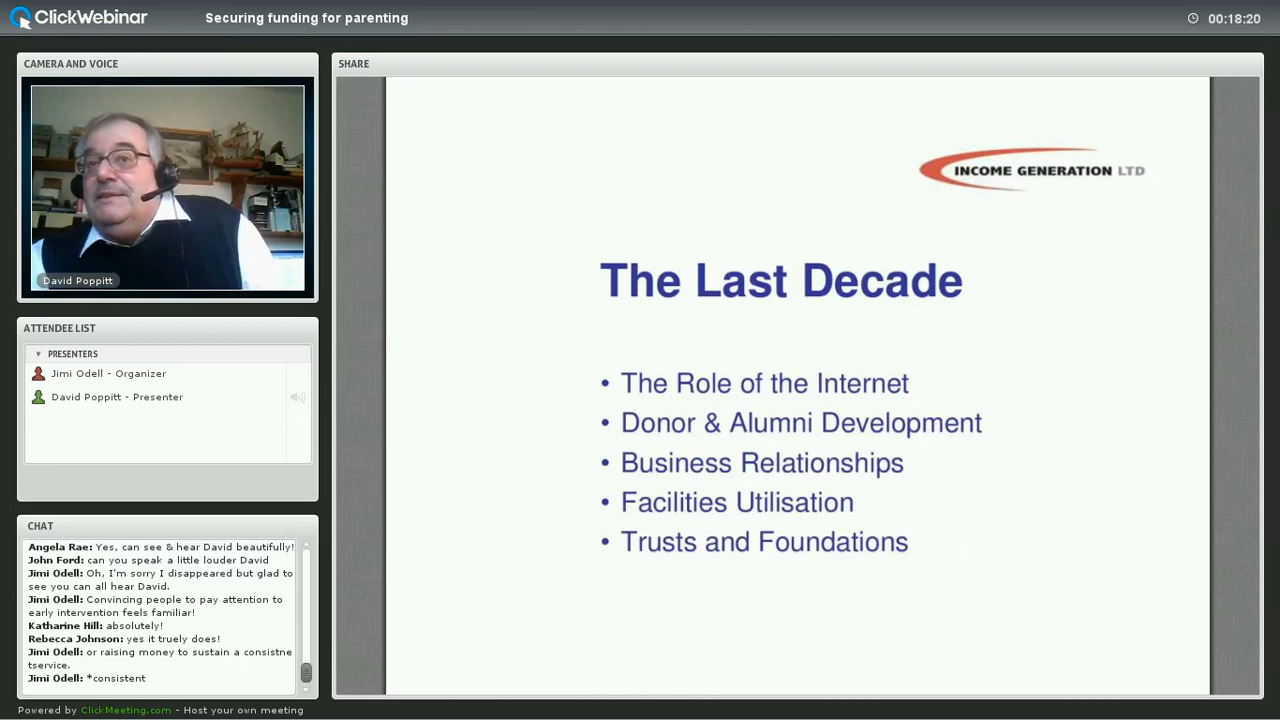 ClickWebinar
Securing funding for parenting
00:18:20
CAMERA AND VOICE
David Poppitt
ATTENDEE LIST
PRESENTERS
Jimi Odell - Organizer
David Poppitt - Presenter
CHAT
Angela Rae: Yes, can see & hear David beautifully!
John Ford: can you speak a little louder David
Jimi Odell: Oh, I'm sorry I disappeared but glad to
see you can all hear David.
Jimi Odell: Convincing people to pay attention to
early intervention feels familiar!
Katharine Hill: absolutely!
Rebecca Johnson: yes it truely does!
Jimi Odell: or raising money to sustain a consistne
tservice.
Jimi Odell: *consistent
SHARE
INCOME GENERATION LTD
The Last Decade
• The Role of the Internet
• Donor & Alumni Development
• Business Relationships
• Facilities Utilisation
• Trusts and Foundations
Powered by ClickMeeting.com - Host your own meeting